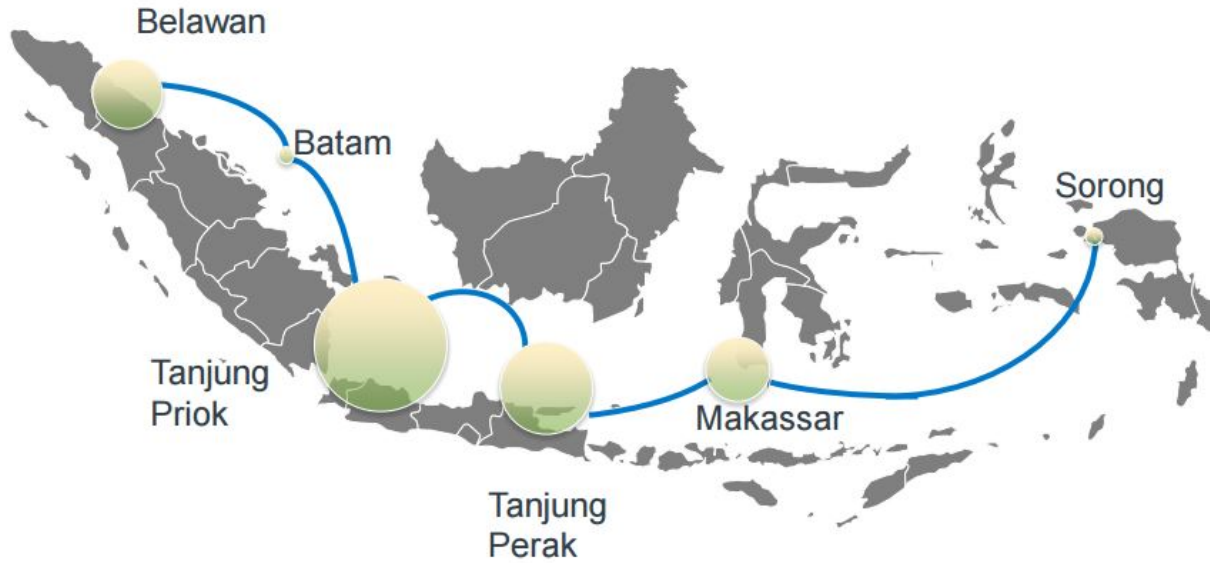 Belawan
Batam
Sorong
Tanjung
Priok
Makassar
Tanjung
Perak